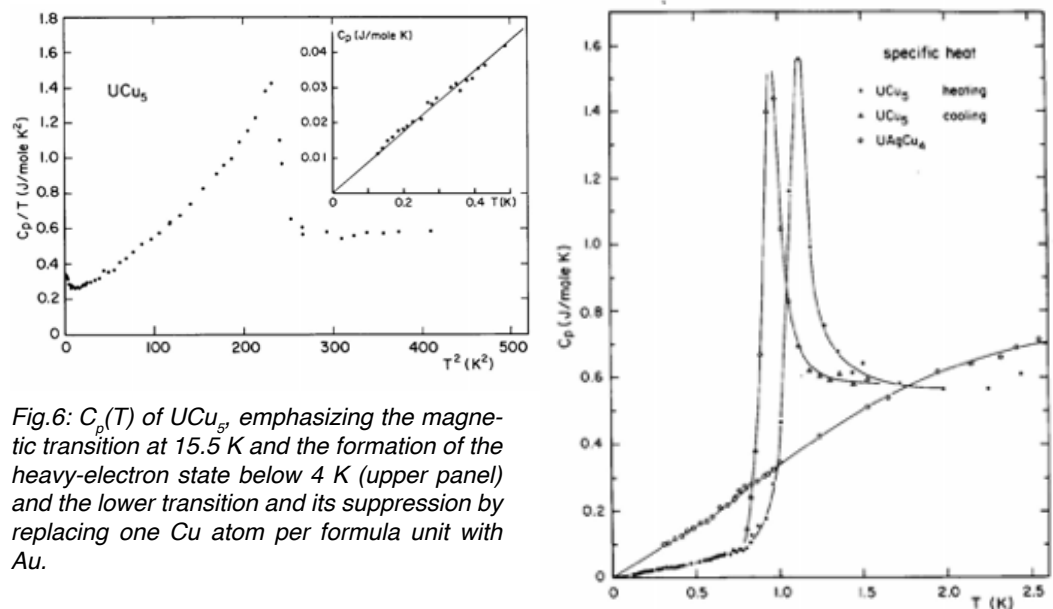 1.8
1.6
1.4
1.2
1.0
0.8
0.6
0.4
0.2
0
C_p/T (J/mole K²)
UCu₅
0 100 200 300 400 500
T² (K²)
C_p (J/mole K)
0.04
0.03
0.02
0.01
0
0 0.2 0.4
T(K)
Fig.6: C_p(T) of UCu₅, emphasizing the magne-
tic transition at 15.5 K and the formation of the
heavy-electron state below 4 K (upper panel)
and the lower transition and its suppression by
replacing one Cu atom per formula unit with
Au.
specific heat
UCu₅ heating
UCu₅ cooling
UAgCu₄
1.6
1.4
1.2
1.0
0.8
0.6
0.4
0.2
0
C_p (J/mole K)
0 0.5 1.0 1.5 2.0 2.5
T (K)